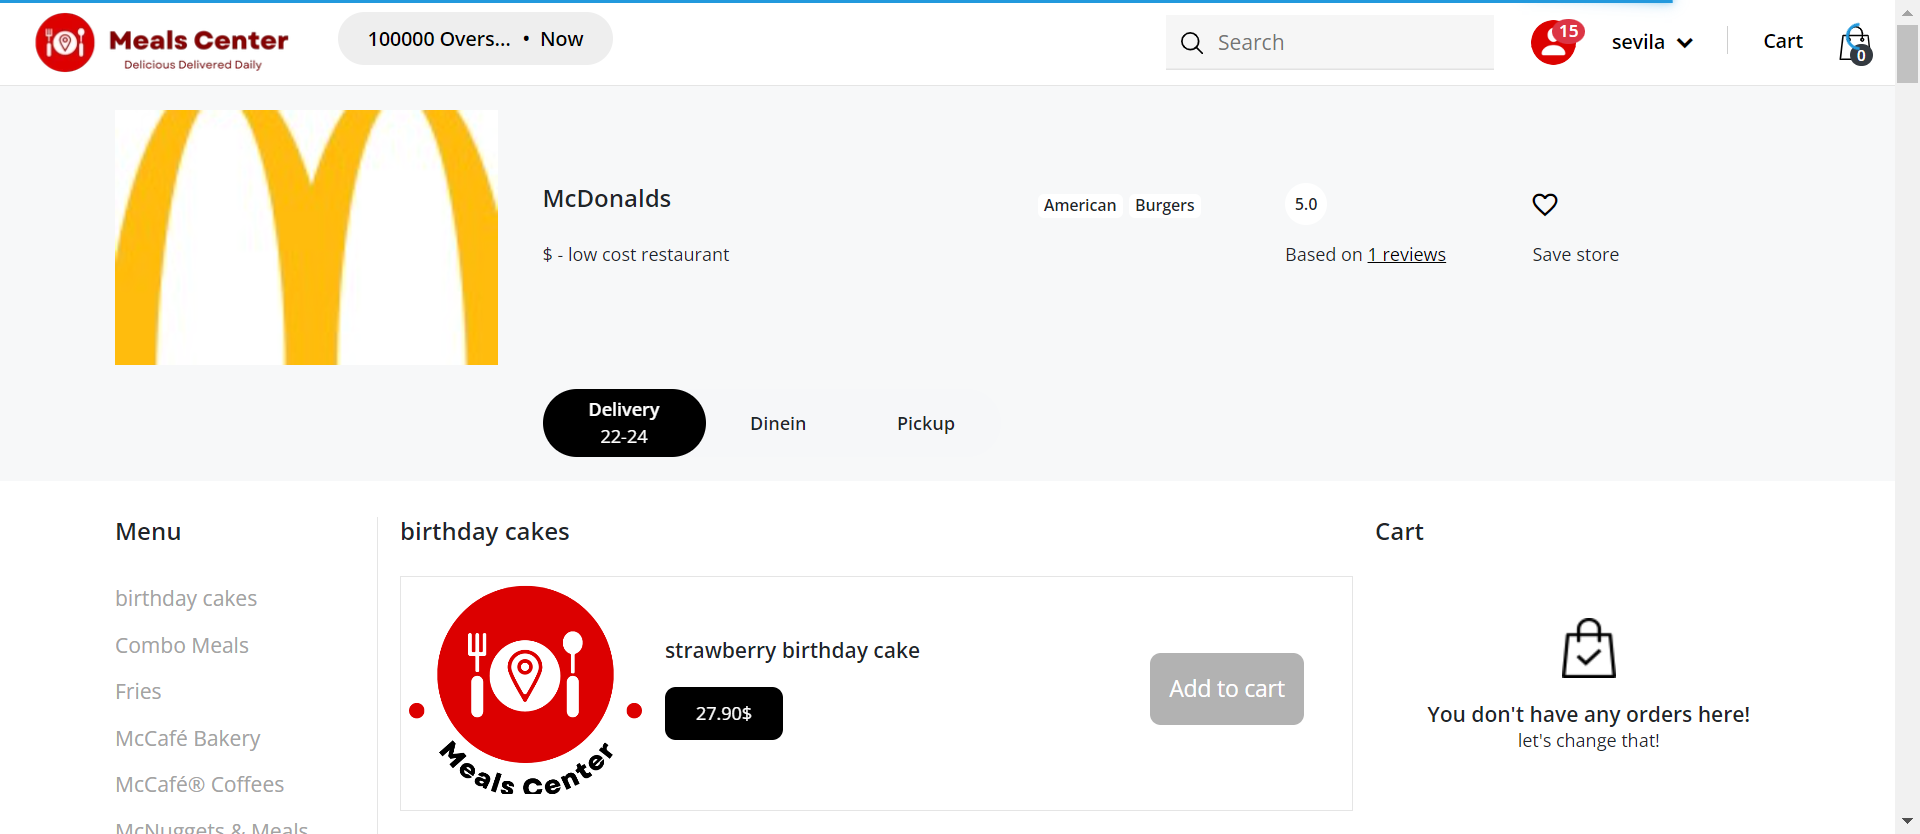 Meals Center
Delicious Delivered Daily
100000 Overs... • Now
Search
15
sevila
Cart
0
McDonalds
American Burgers
5.0
$ - low cost restaurant
Based on 1 reviews
Save store
Delivery
22-24
Dinein
Pickup
Menu
birthday cakes
Combo Meals
Fries
McCafé Bakery
McCafé® Coffees
McNuggets & Meals
birthday cakes
Meals Center
strawberry birthday cake
27.90$
Add to cart
Cart
You don't have any orders here!
let's change that!